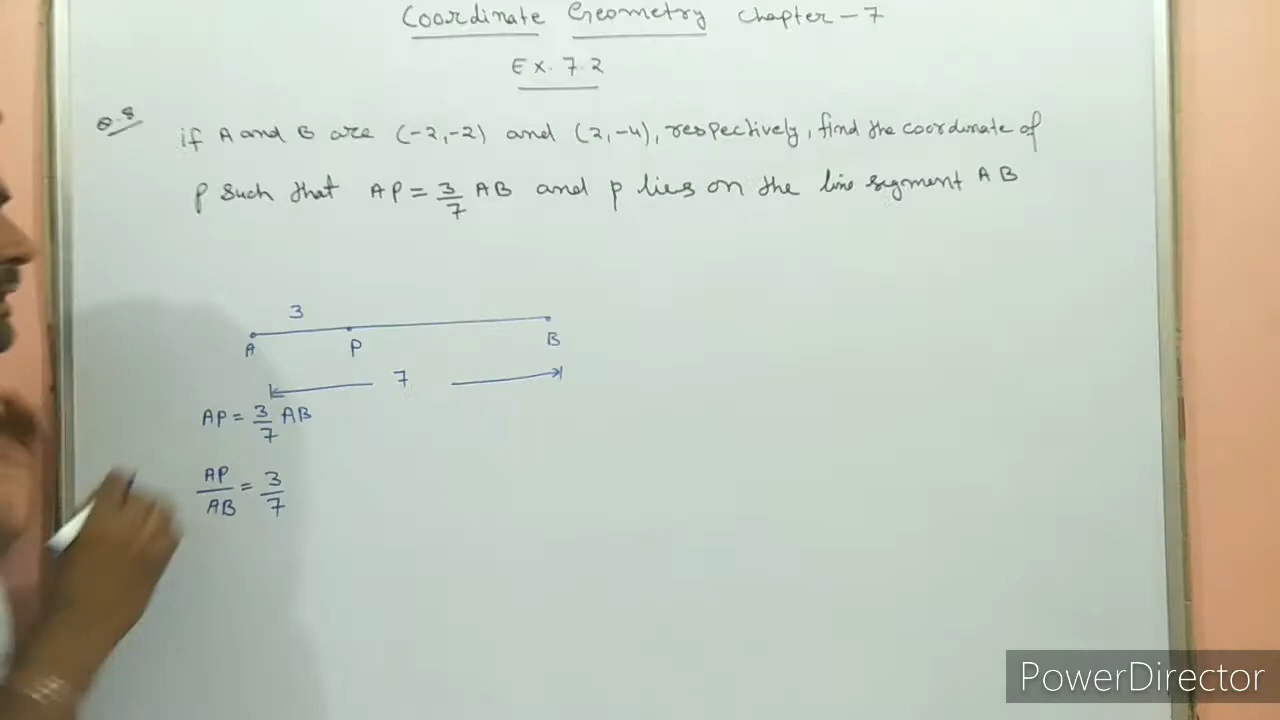 Coordinate Geometry chapter-7
Ex. 7.2
Q.8
if A and B are (-2,-2) and (2,-4), respectively, find the coordinate of
P such that AP = 3/7 AB and P lies on the line segment AB
3
A P B
7
AP = 3/7 AB
AP/AB = 3/7
PowerDirector